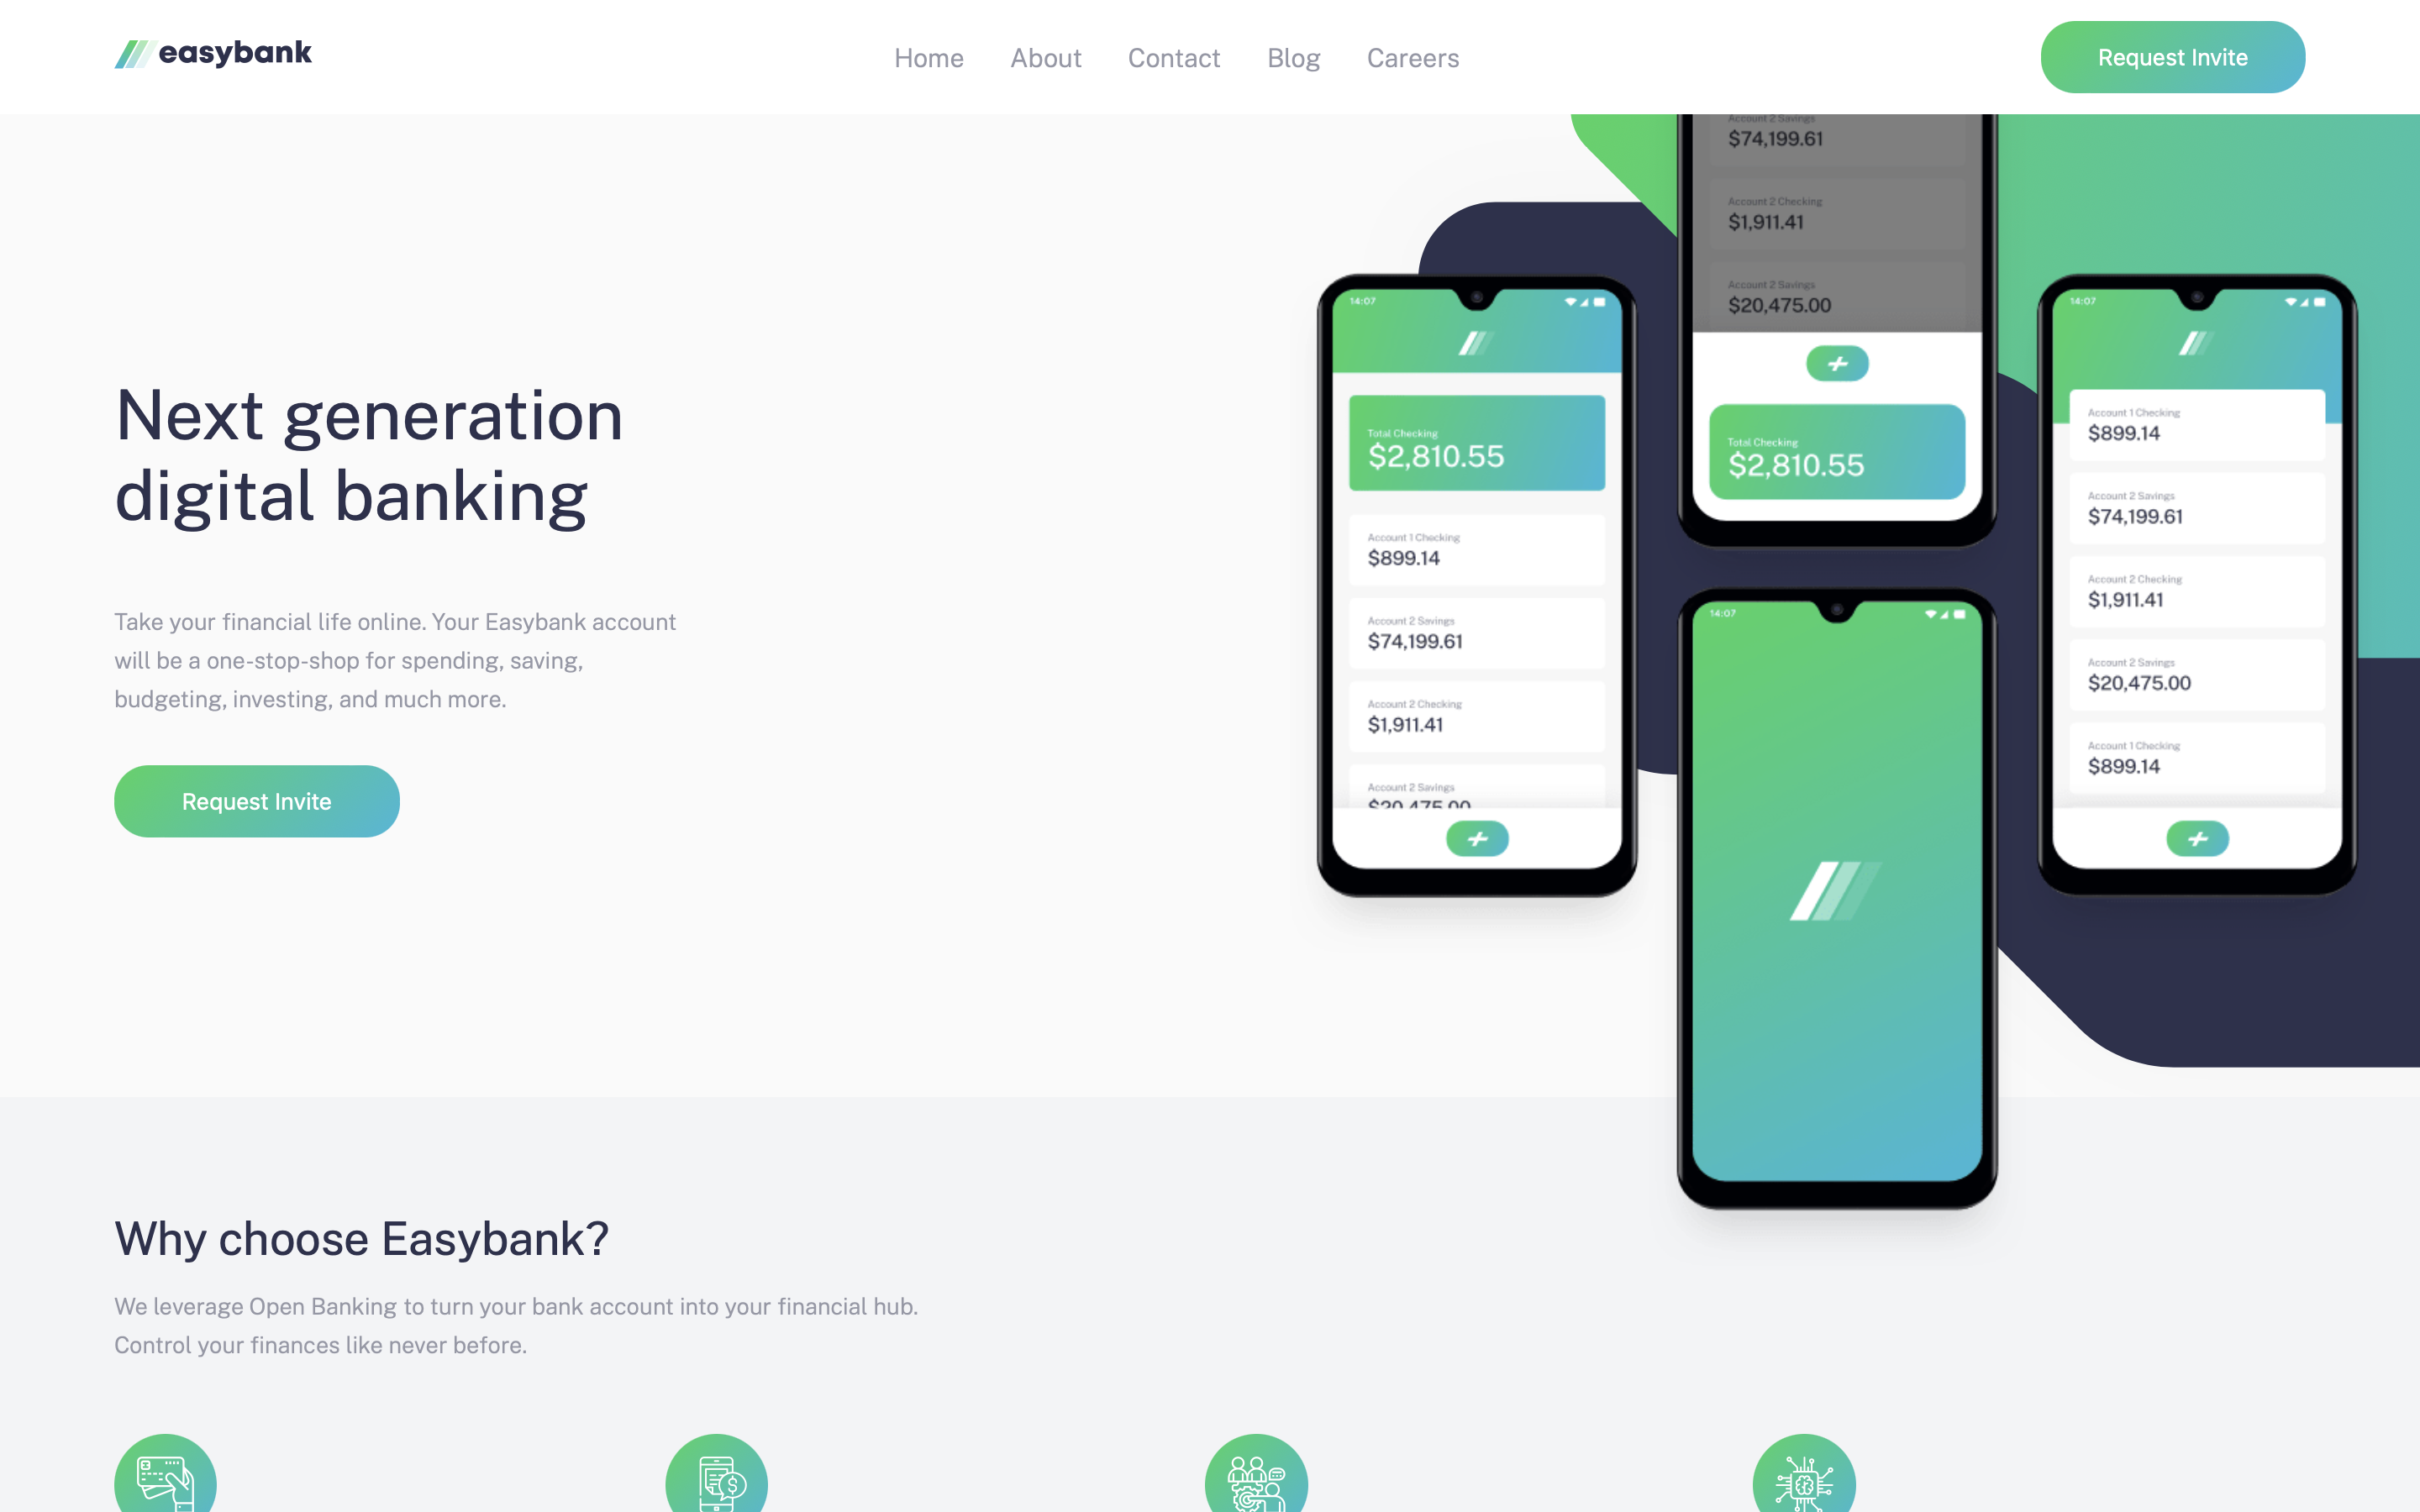 easybank
Home
About
Contact
Blog
Careers
Request Invite
Next generation
digital banking
Take your financial life online. Your Easybank account
will be a one-stop-shop for spending, saving,
budgeting, investing, and much more.
Request Invite
14:07
Total Checking
$2,810.55
Account 1 Checking
$899.14
Account 2 Savings
$74,199.61
Account 2 Checking
$1,911.41
Account 2 Savings
$20,475.00
Account 2 Savings
$74,199.61
Account 2 Checking
$1,911.41
Account 2 Savings
$20,475.00
Total Checking
$2,810.55
14:07
14:07
Account 1 Checking
$899.14
Account 2 Savings
$74,199.61
Account 2 Checking
$1,911.41
Account 2 Savings
$20,475.00
Account 1 Checking
$899.14
Why choose Easybank?
We leverage Open Banking to turn your bank account into your financial hub.
Control your finances like never before.